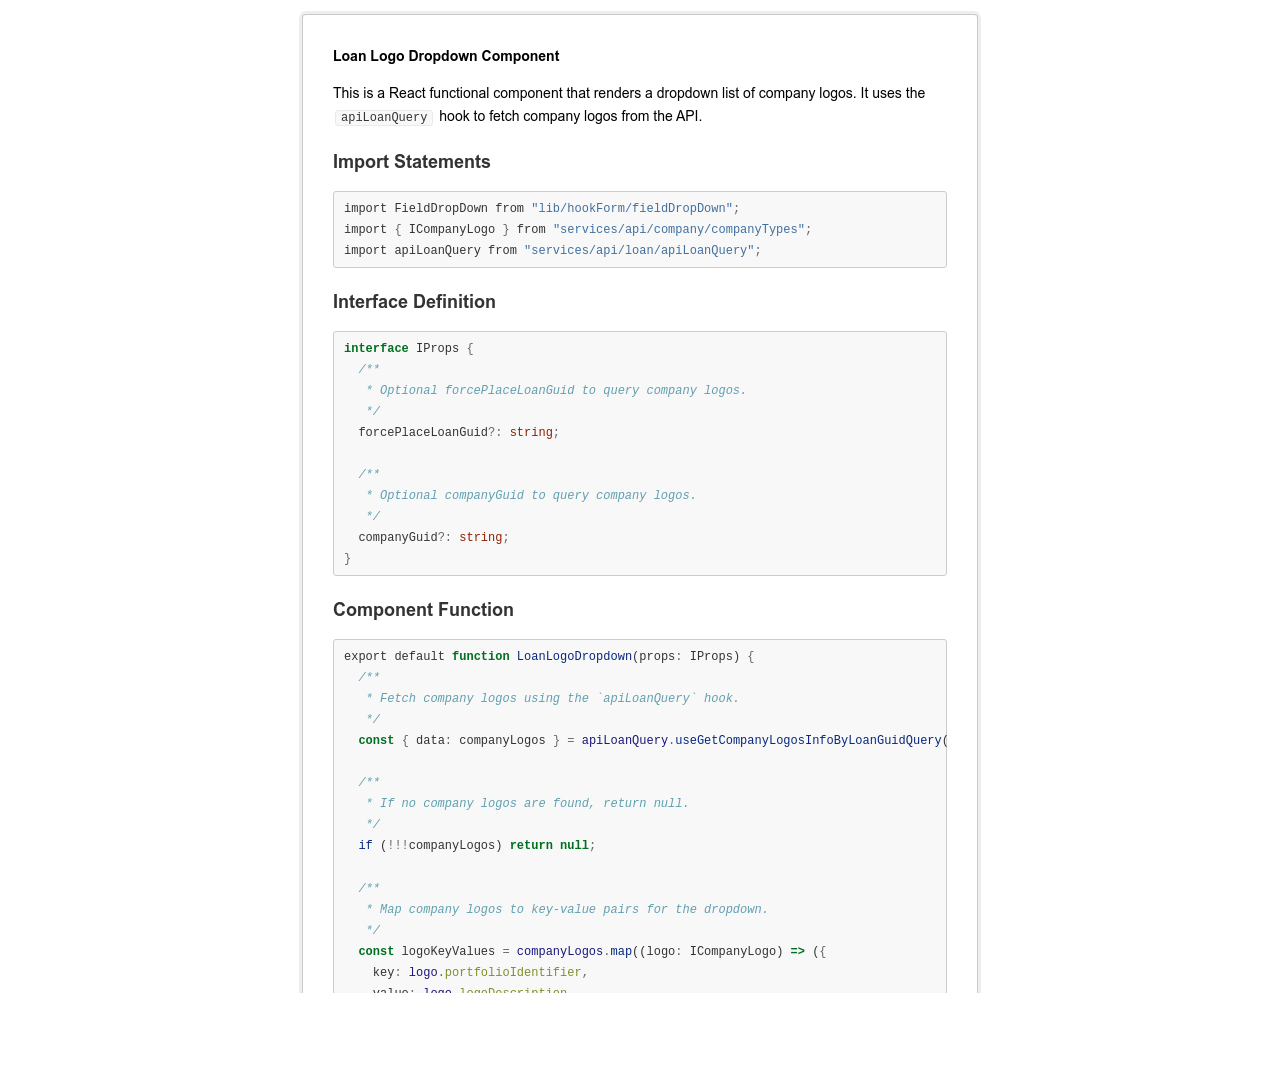 Loan Logo Dropdown Component
This is a React functional component that renders a dropdown list of company logos. It uses the
apiLoanQuery hook to fetch company logos from the API.
Import Statements
import FieldDropDown from "lib/hookForm/fieldDropDown";
import { ICompanyLogo } from "services/api/company/companyTypes";
import apiLoanQuery from "services/api/loan/apiLoanQuery";
Interface Definition
interface IProps {
  /**
   * Optional forcePlaceLoanGuid to query company logos.
   */
  forcePlaceLoanGuid?: string;
  /**
   * Optional companyGuid to query company logos.
   */
  companyGuid?: string;
}
Component Function
export default function LoanLogoDropdown(props: IProps) {
  /**
   * Fetch company logos using the `apiLoanQuery` hook.
   */
  const { data: companyLogos } = apiLoanQuery.useGetCompanyLogosInfoByLoanGuidQuery(
  /**
   * If no company logos are found, return null.
   */
  if (!!!companyLogos) return null;
  /**
   * Map company logos to key-value pairs for the dropdown.
   */
  const logoKeyValues = companyLogos.map((logo: ICompanyLogo) => ({
    key: logo.portfolioIdentifier,
    value: logo.logoDescription